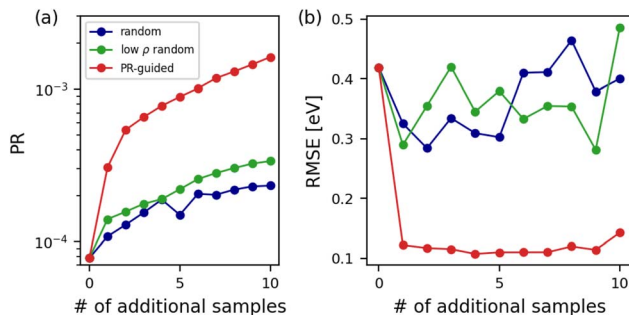 (a)
random
low ρ random
PR-guided
PR
10⁻³
10⁻⁴
0
5
10
# of additional samples
(b)
RMSE [eV]
0.5
0.4
0.3
0.2
0.1
0
5
10
# of additional samples